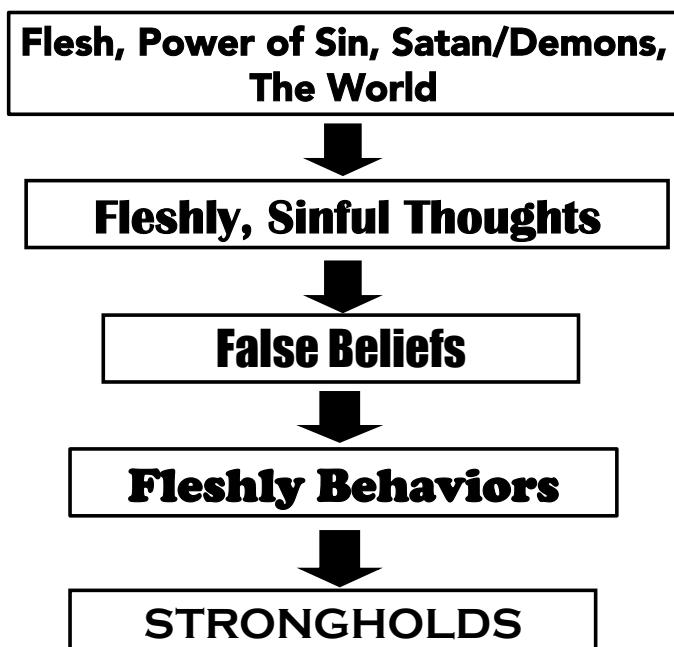 Flesh, Power of Sin, Satan/Demons,
The World
Fleshly, Sinful Thoughts
False Beliefs
Fleshly Behaviors
STRONGHOLDS